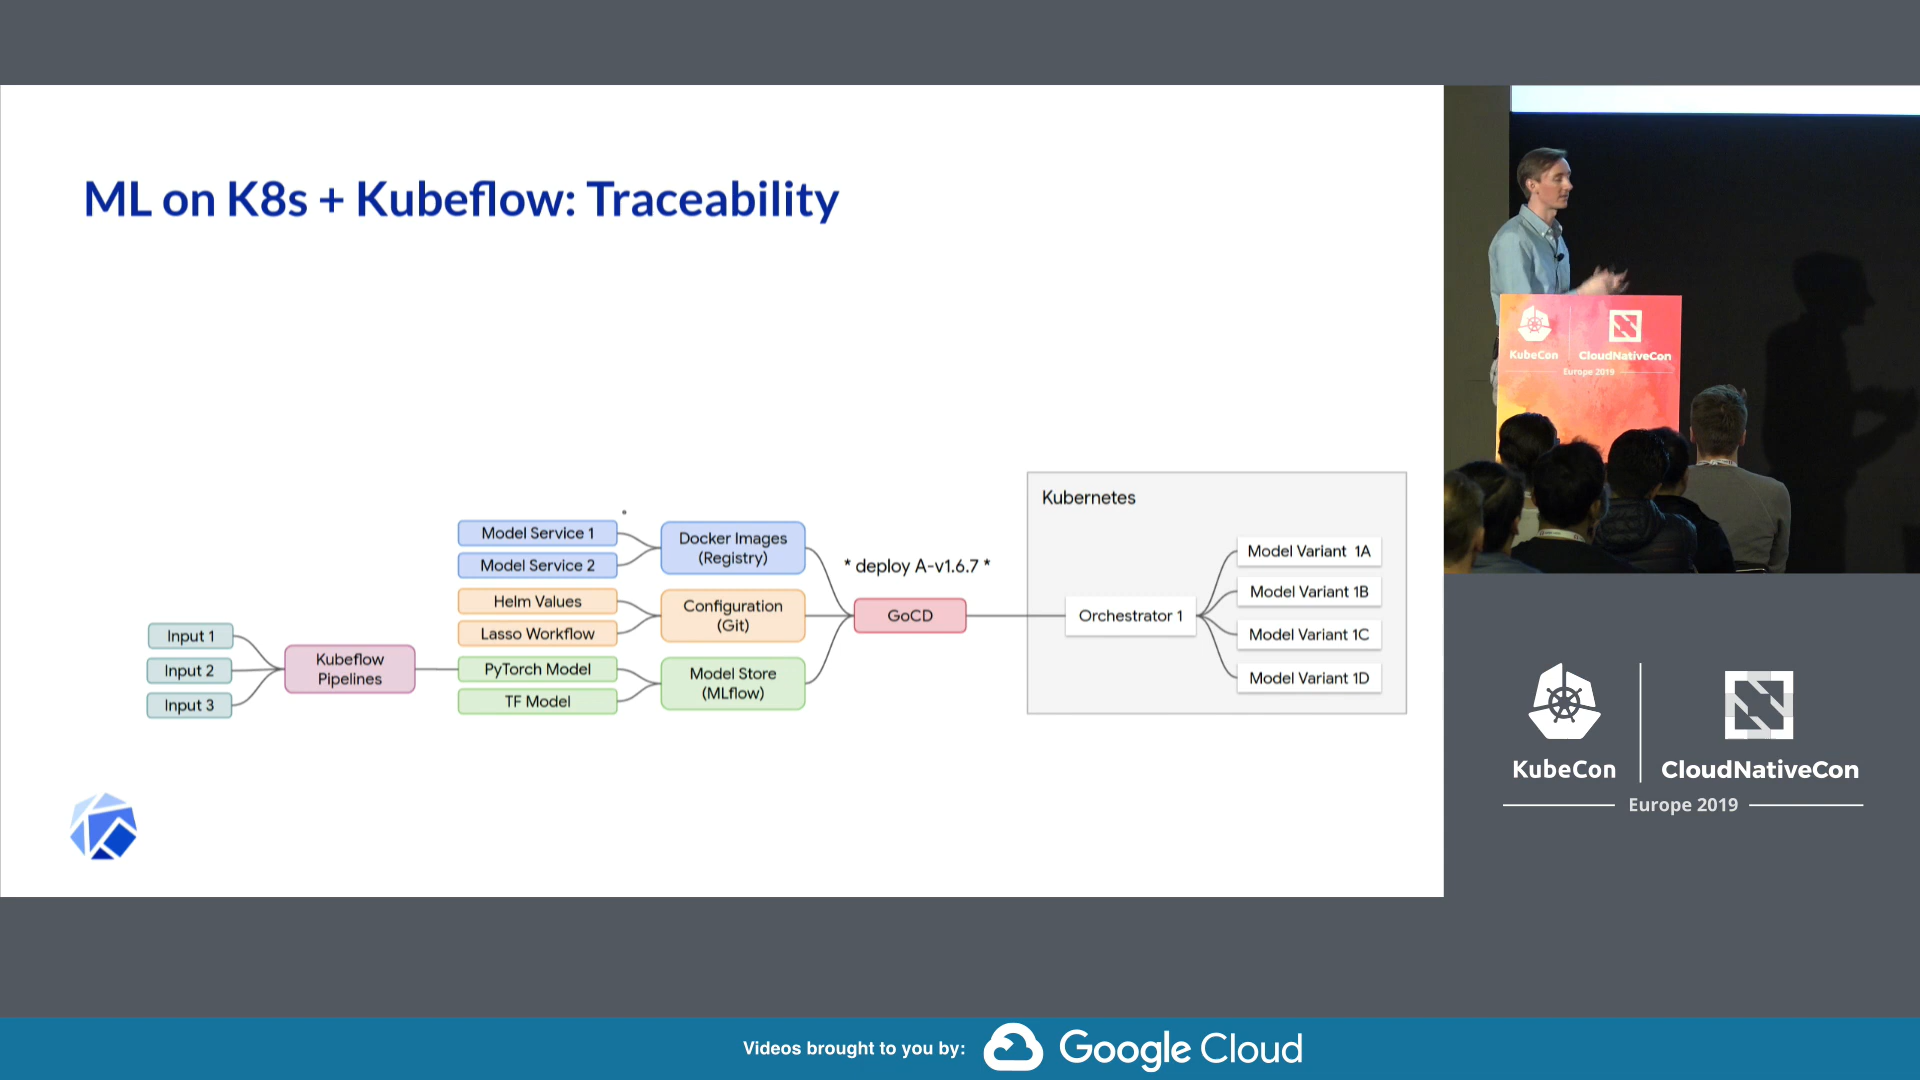 ML on K8s + Kubeflow: Traceability
Input 1
Input 2
Input 3
Kubeflow
Pipelines
Model Service 1
Model Service 2
Helm Values
Lasso Workflow
PyTorch Model
TF Model
Docker Images
(Registry)
Configuration
(Git)
Model Store
(MLflow)
* deploy A-v1.6.7 *
GoCD
Kubernetes
Orchestrator 1
Model Variant 1A
Model Variant 1B
Model Variant 1C
Model Variant 1D
KubeCon
CloudNativeCon
Europe 2019
KubeCon
CloudNativeCon
Europe 2019
Videos brought to you by:
Google Cloud